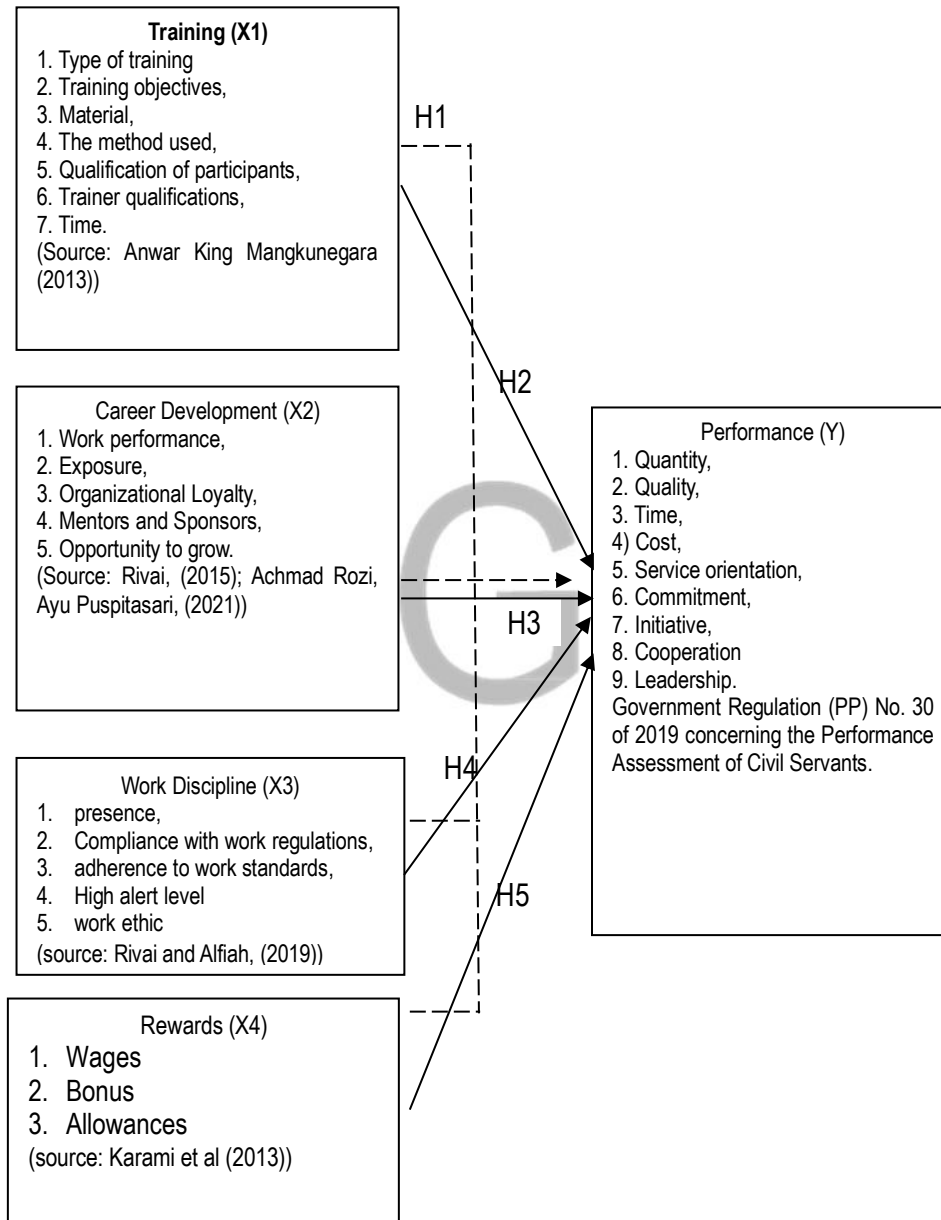 Training (X1)
1. Type of training
2. Training objectives,
3. Material,
4. The method used,
5. Qualification of participants,
6. Trainer qualifications,
7. Time.
(Source: Anwar King Mangkunegara
(2013))
H1
H2
Career Development (X2)
1. Work performance,
2. Exposure,
3. Organizational Loyalty,
4. Mentors and Sponsors,
5. Opportunity to grow.
(Source: Rivai, (2015); Achmad Rozi,
Ayu Puspitasari, (2021))
G
H3
Performance (Y)
1. Quantity,
2. Quality,
3. Time,
4) Cost,
5. Service orientation,
6. Commitment,
7. Initiative,
8. Cooperation
9. Leadership.
Government Regulation (PP) No. 30
of 2019 concerning the Performance
Assessment of Civil Servants.
Work Discipline (X3)
1. presence,
2. Compliance with work regulations,
3. adherence to work standards,
4. High alert level
5. work ethic
(source: Rivai and Alfiah, (2019))
H4
H5
Rewards (X4)
1. Wages
2. Bonus
3. Allowances
(source: Karami et al (2013))